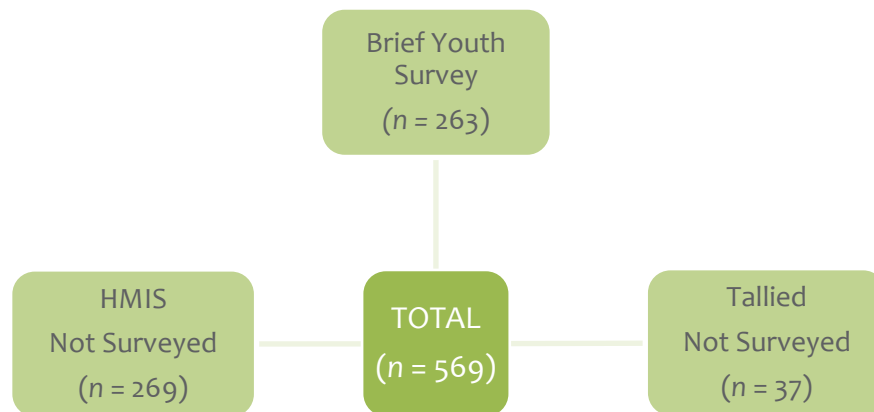 Brief Youth
Survey
(n = 263)
HMIS
Not Surveyed
(n = 269)
TOTAL
(n = 569)
Tallied
Not Surveyed
(n = 37)